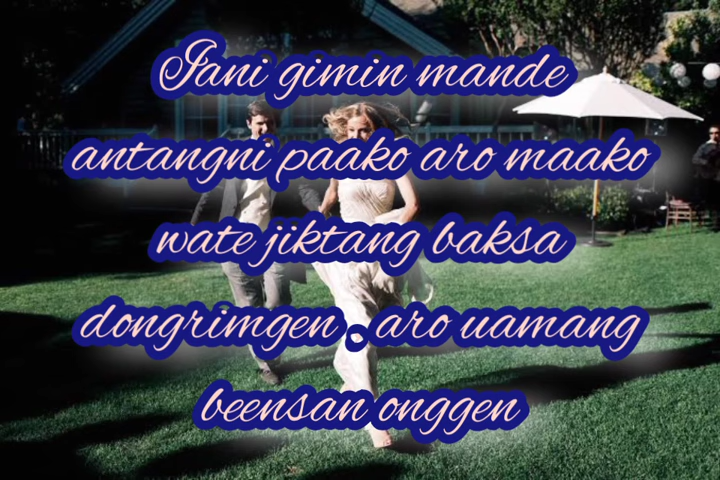 Iani gimin mande
antangni paako aro maako
wate jiktang baksa
dongrimgen . aro uamang
beensan onggen